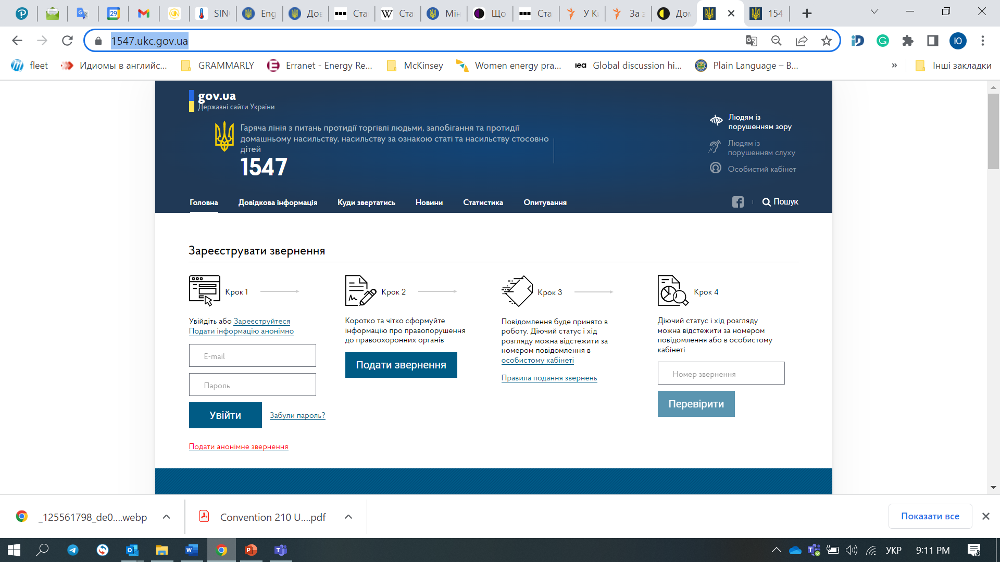 SIN
Eng
Дов
Ста
Ста
Мін
Що
Ста
У Ки
За з
Дом
154
1547.ukc.gov.ua
Ю
fleet
Идиомы в английс...
GRAMMARLY
Erranet - Energy Re...
McKinsey
Women energy pra...
iea Global discussion hi...
Plain Language – B...
»
Інші закладки
gov.ua
Державні сайти України
Гаряча лінія з питань протидії торгівлі людьми, запобігання та протидії
домашньому насильству, насильству за ознакою статі та насильству стосовно
дітей
1547
Людям із
порушенням зору
Людям із
порушенням слуху
Особистий кабінет
Головна
Довідкова інформація
Куди звертатись
Новини
Статистика
Опитування
Пошук
Зареєструвати звернення
Крок 1
Увійдіть або Зареєструйтеся
Подати інформацію анонімно
E-mail
Пароль
Увійти
Забули пароль?
Подати анонімне звернення
Крок 2
Коротко та чітко сформуйте
інформацію про правопорушення
до правоохоронних органів
Подати звернення
Крок 3
Повідомлення буде принято в
роботу. Діючий статус і хід
розгляду можна відстежити за
номером повідомлення в
особистому кабінеті
Правила подання звернень
Крок 4
Діючий статус і хід розгляду
можна відстежити за номером
повідомлення або в особистому
кабінеті
Номер звернення
Перевірити
_125561798_de0....webp
Convention 210 U....pdf
Показати все
УКР
9:11 PM